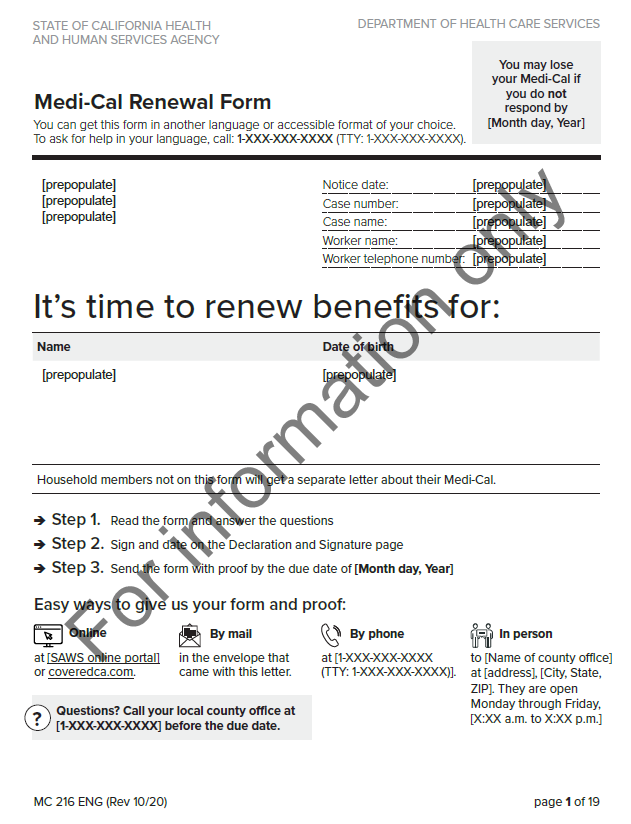 STATE OF CALIFORNIA HEALTH
AND HUMAN SERVICES AGENCY
DEPARTMENT OF HEALTH CARE SERVICES
You may lose
your Medi-Cal if
you do not
respond by
[Month day, Year]
Medi-Cal Renewal Form
You can get this form in another language or accessible format of your choice.
To ask for help in your language, call: 1-XXX-XXX-XXXX (TTY: 1-XXX-XXX-XXXX).
[prepopulate]
[prepopulate]
[prepopulate]
Notice date: [prepopulate]
Case number: [prepopulate]
Case name: [prepopulate]
Worker name: [prepopulate]
Worker telephone number: [prepopulate]
It’s time to renew benefits for:
Name Date of birth
[prepopulate] [prepopulate]
Household members not on this form will get a separate letter about their Medi-Cal.
➔ Step 1. Read the form and answer the questions
➔ Step 2. Sign and date on the Declaration and Signature page
➔ Step 3. Send the form with proof by the due date of [Month day, Year]
Easy ways to give us your form and proof:
Online
at [SAWS online portal]
or coveredca.com.
By mail
in the envelope that
came with this letter.
By phone
at [1-XXX-XXX-XXXX
(TTY: 1-XXX-XXX-XXXX)].
In person
to [Name of county office]
at [address], [City, State,
ZIP]. They are open
Monday through Friday,
[X:XX a.m. to X:XX p.m.]
? Questions? Call your local county office at
[1-XXX-XXX-XXXX] before the due date.
MC 216 ENG (Rev 10/20)
page 1 of 19
For information only